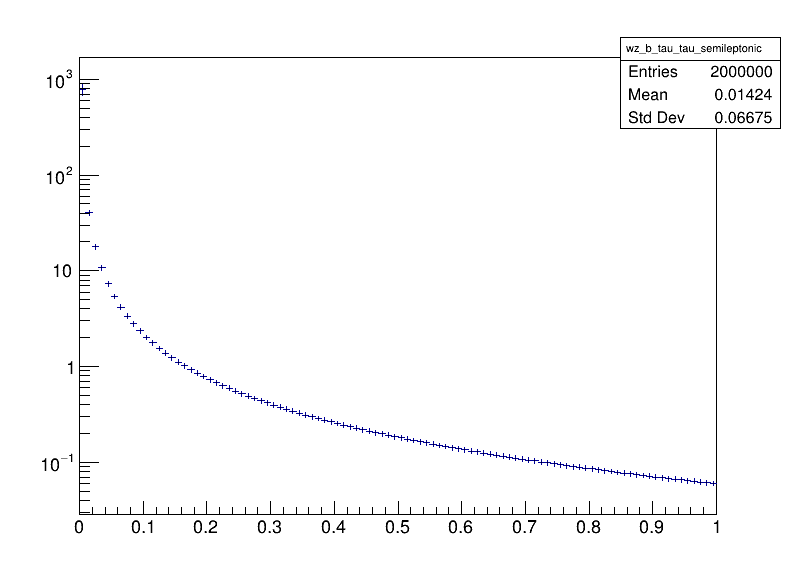 wz_b_tau_tau_semileptonic
Entries 2000000
Mean 0.01424
Std Dev 0.06675
10³
10²
10
1
10⁻¹
0 0.1 0.2 0.3 0.4 0.5 0.6 0.7 0.8 0.9 1